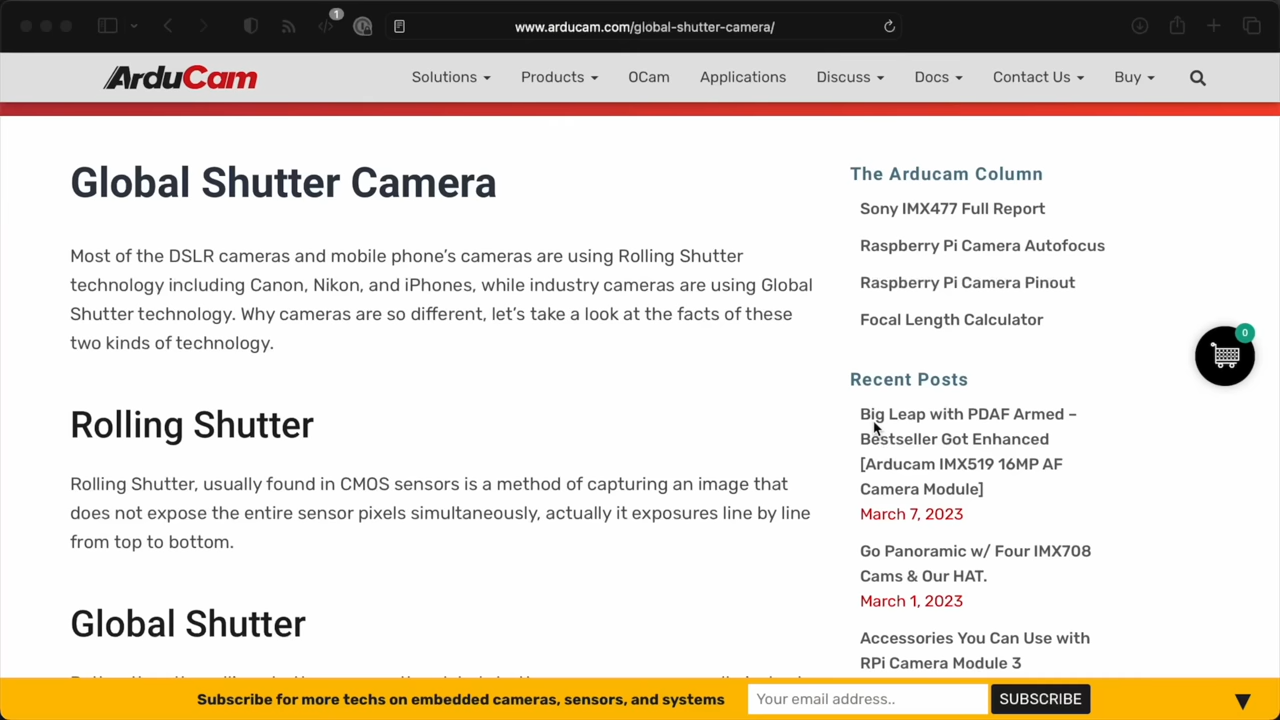 1
www.arducam.com/global-shutter-camera/
ArduCam
Solutions Products OCam Applications Discuss Docs Contact Us Buy
Global Shutter Camera
Most of the DSLR cameras and mobile phone's cameras are using Rolling Shutter
technology including Canon, Nikon, and iPhones, while industry cameras are using Global
Shutter technology. Why cameras are so different, let's take a look at the facts of these
two kinds of technology.
Rolling Shutter
Rolling Shutter, usually found in CMOS sensors is a method of capturing an image that
does not expose the entire sensor pixels simultaneously, actually it exposures line by line
from top to bottom.
Global Shutter
The Arducam Column
Sony IMX477 Full Report
Raspberry Pi Camera Autofocus
Raspberry Pi Camera Pinout
Focal Length Calculator
Recent Posts
Big Leap with PDAF Armed –
Bestseller Got Enhanced
[Arducam IMX519 16MP AF
Camera Module]
March 7, 2023
Go Panoramic w/ Four IMX708
Cams & Our HAT.
March 1, 2023
Accessories You Can Use with
RPi Camera Module 3
0
Subscribe for more techs on embedded cameras, sensors, and systems
Your email address..
SUBSCRIBE